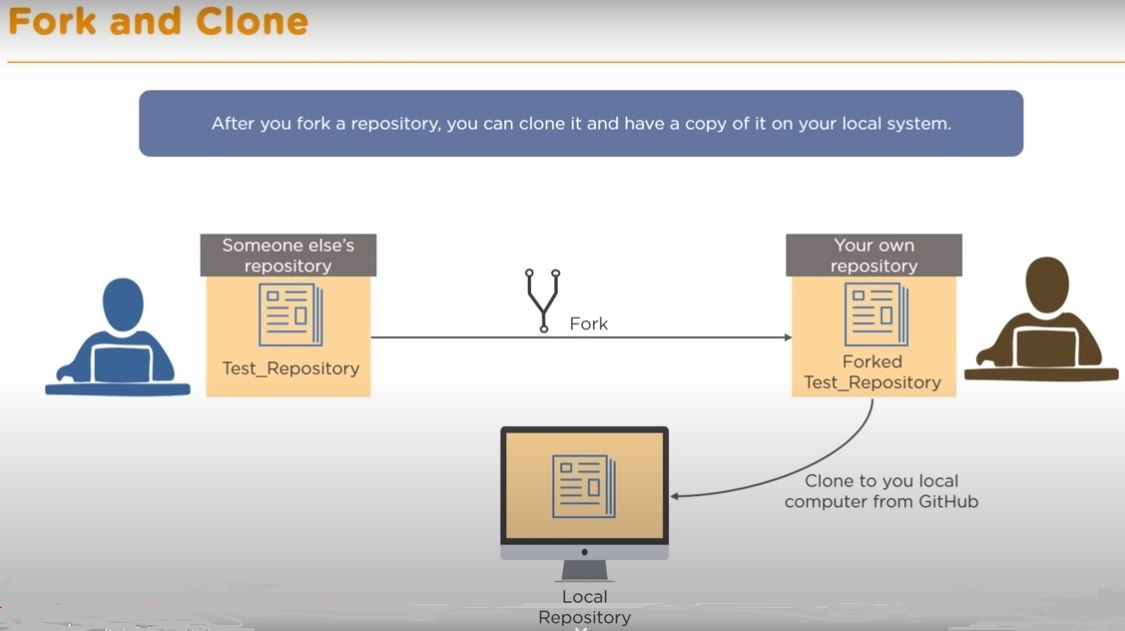 Fork and Clone
After you fork a repository, you can clone it and have a copy of it on your local system.
Someone else's
repository
Test_Repository
Fork
Your own
repository
Forked
Test_Repository
Clone to you local
computer from GitHub
Local
Repository